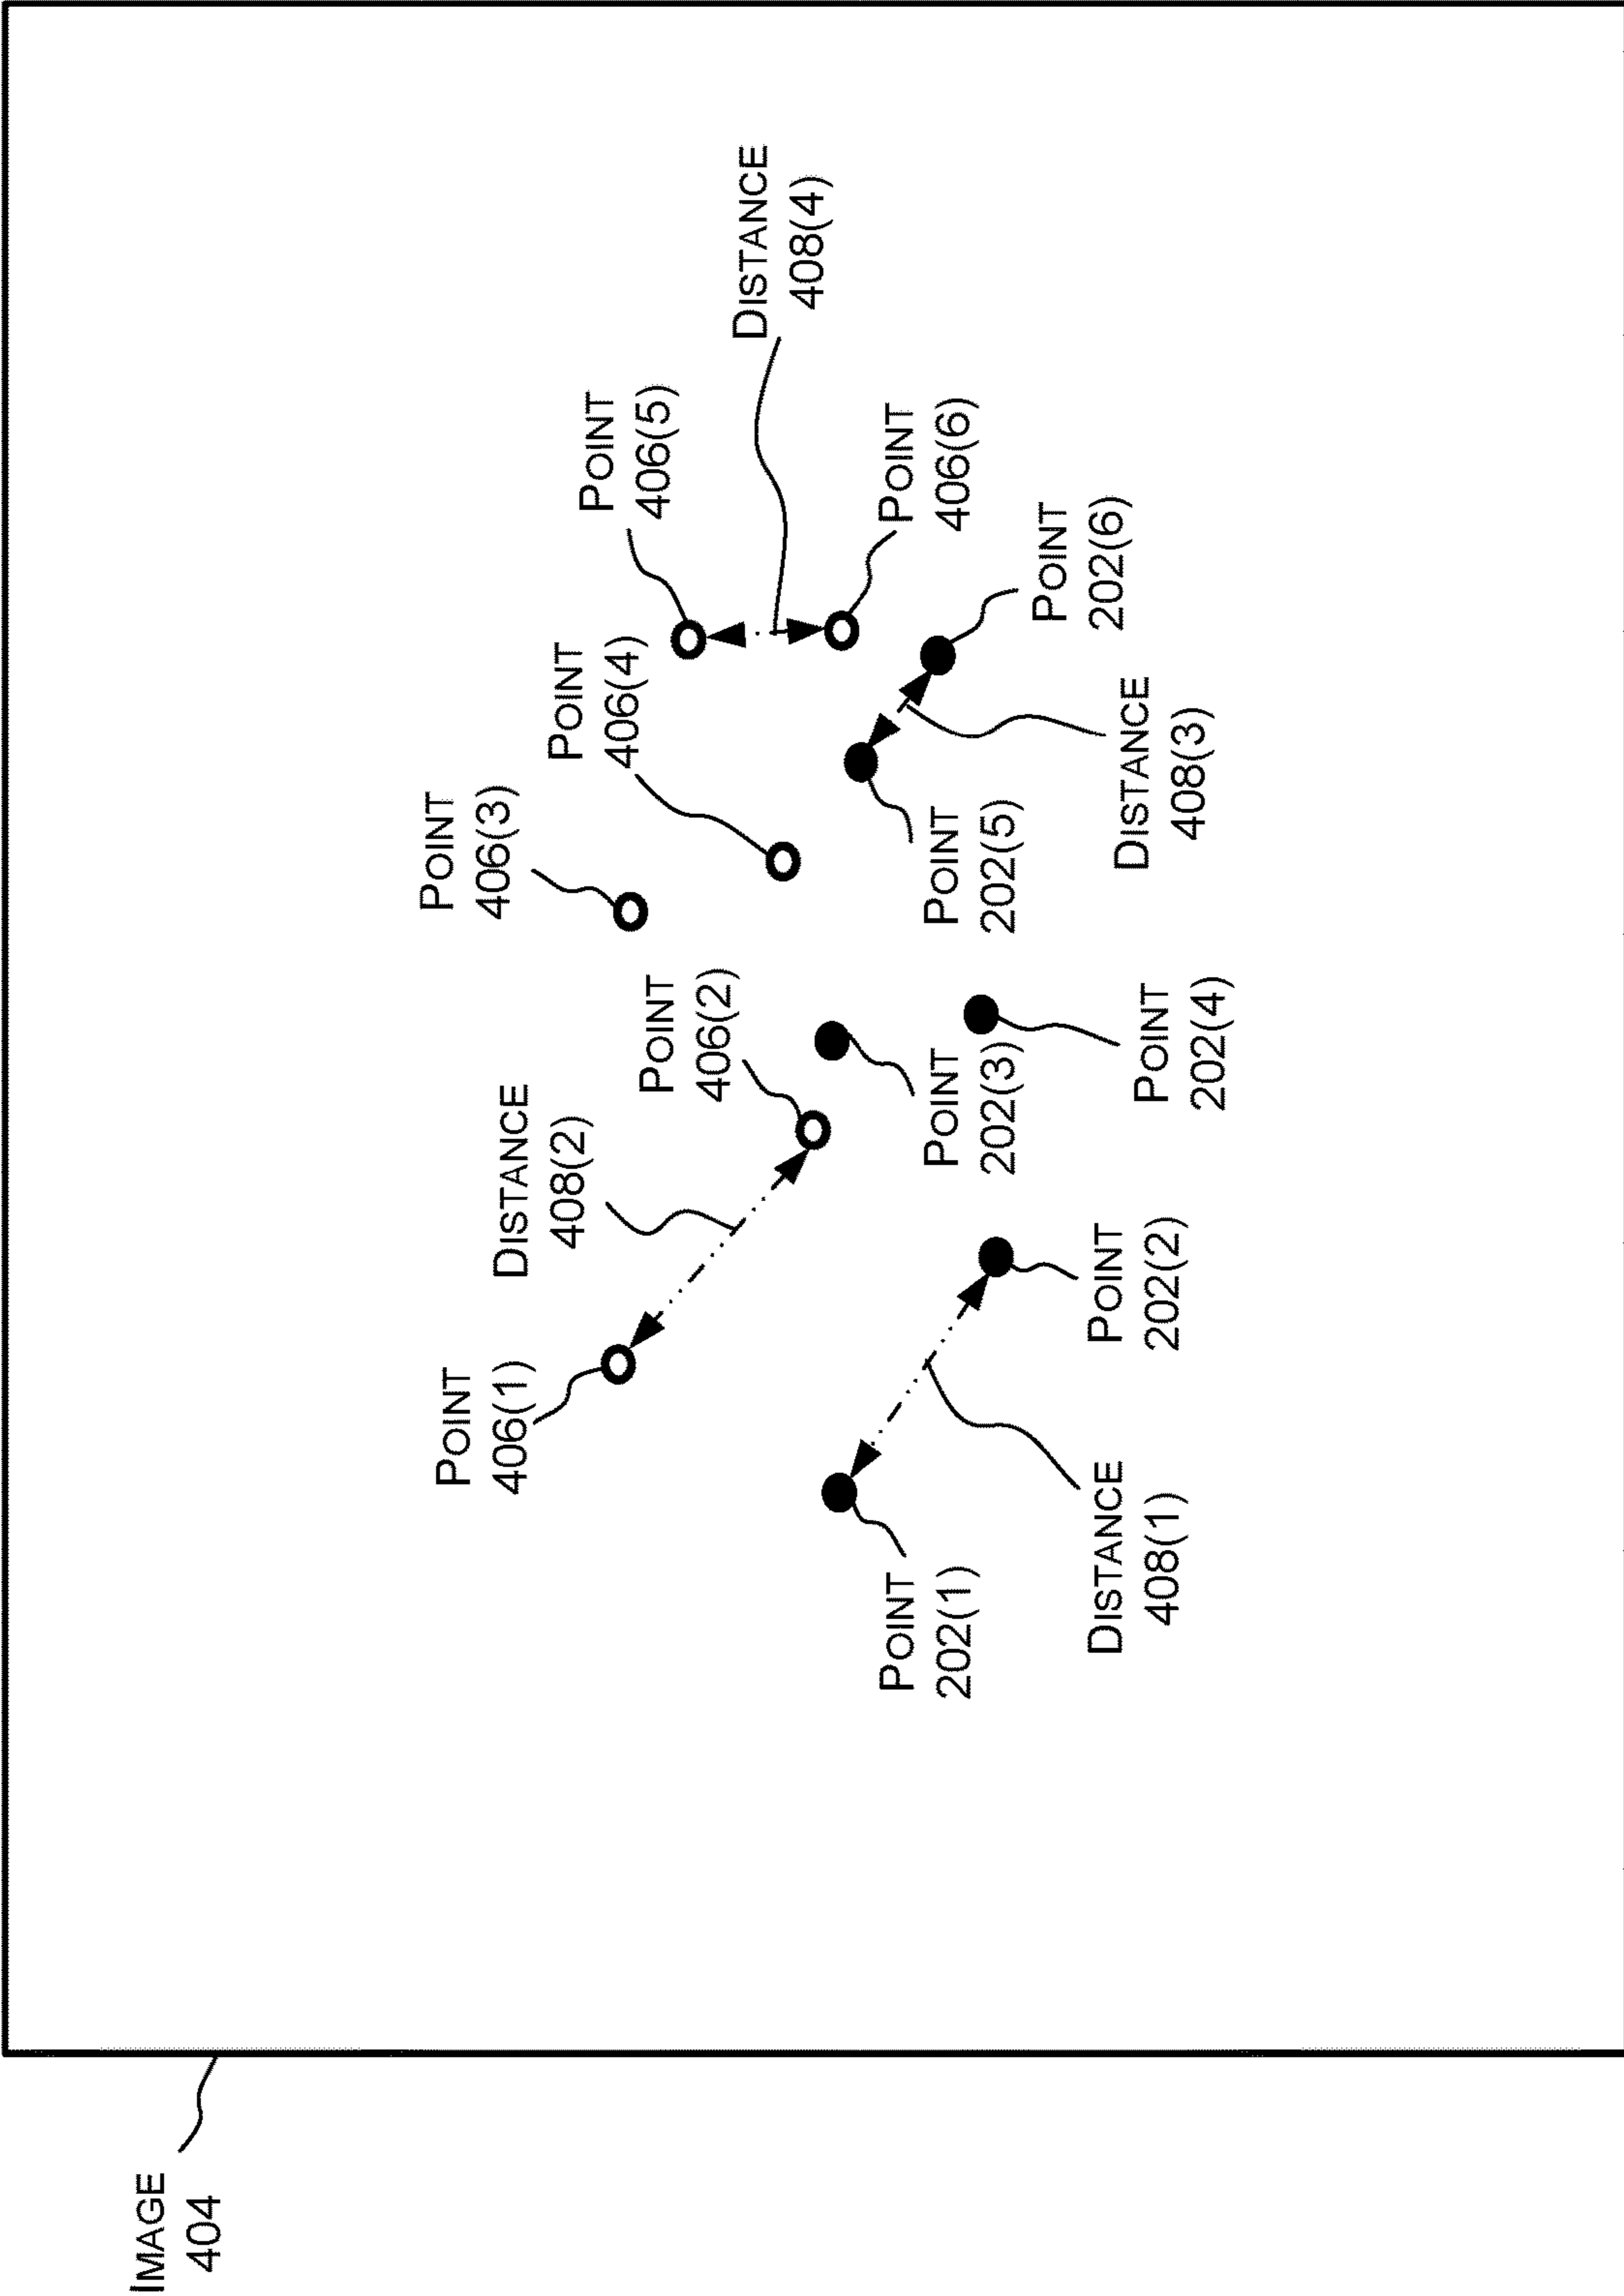 IMAGE
404
POINT
406(1)
DISTANCE
408(2)
POINT
406(3)
POINT
406(4)
POINT
406(5)
POINT
406(2)
DISTANCE
408(4)
POINT
202(1)
POINT
406(6)
POINT
202(3)
POINT
202(5)
POINT
202(6)
DISTANCE
408(1)
POINT
202(2)
POINT
202(4)
DISTANCE
408(3)